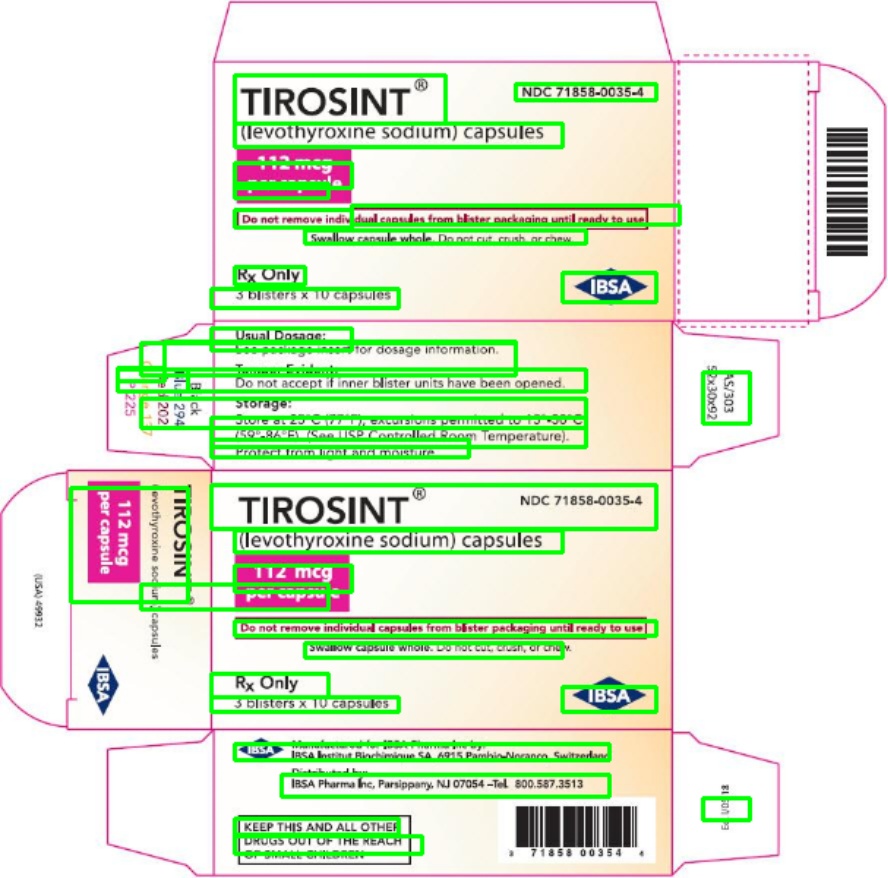 TIROSINT®
NDC 71858-0035-4
(levothyroxine sodium) capsules
112 mcg
per capsule
Do not remove individual capsules from blister packaging until ready to use
Swallow capsule whole. Do not cut, crush, or chew.
Rx Only
3 blisters x 10 capsules
IBSA
Usual Dosage:
See package insert for dosage information.
Do not accept if inner blister units have been opened.
Storage:
Store at 25°C (77°F), excursions permitted to 15°-30°C
(59°-86°F). (See USP Controlled Room Temperature).
Protect from light and moisture
Black
225
AS/303
52x30x92
TIROSINT®
NDC 71858-0035-4
(levothyroxine sodium) capsules
112 mcg
per capsule
Do not remove individual capsules from blister packaging until ready to use
Swallow capsule whole. Do not cut, crush, or chew.
Rx Only
3 blisters x 10 capsules
IBSA
TIROSINT®
(levothyroxine sodium) capsules
112 mcg
per capsule
IBSA
(USA) 49932
IBSA
Manufactured for IBSA Pharma Inc by:
IBSA Institut Biochimique SA, 6915 Pambio-Noranco, Switzerland
Distributed by:
IBSA Pharma Inc, Parsippany, NJ 07054 –Tel. 800.587.3513
KEEP THIS AND ALL OTHER
DRUGS OUT OF THE REACH
OF SMALL CHILDREN
3 71858 00354 4